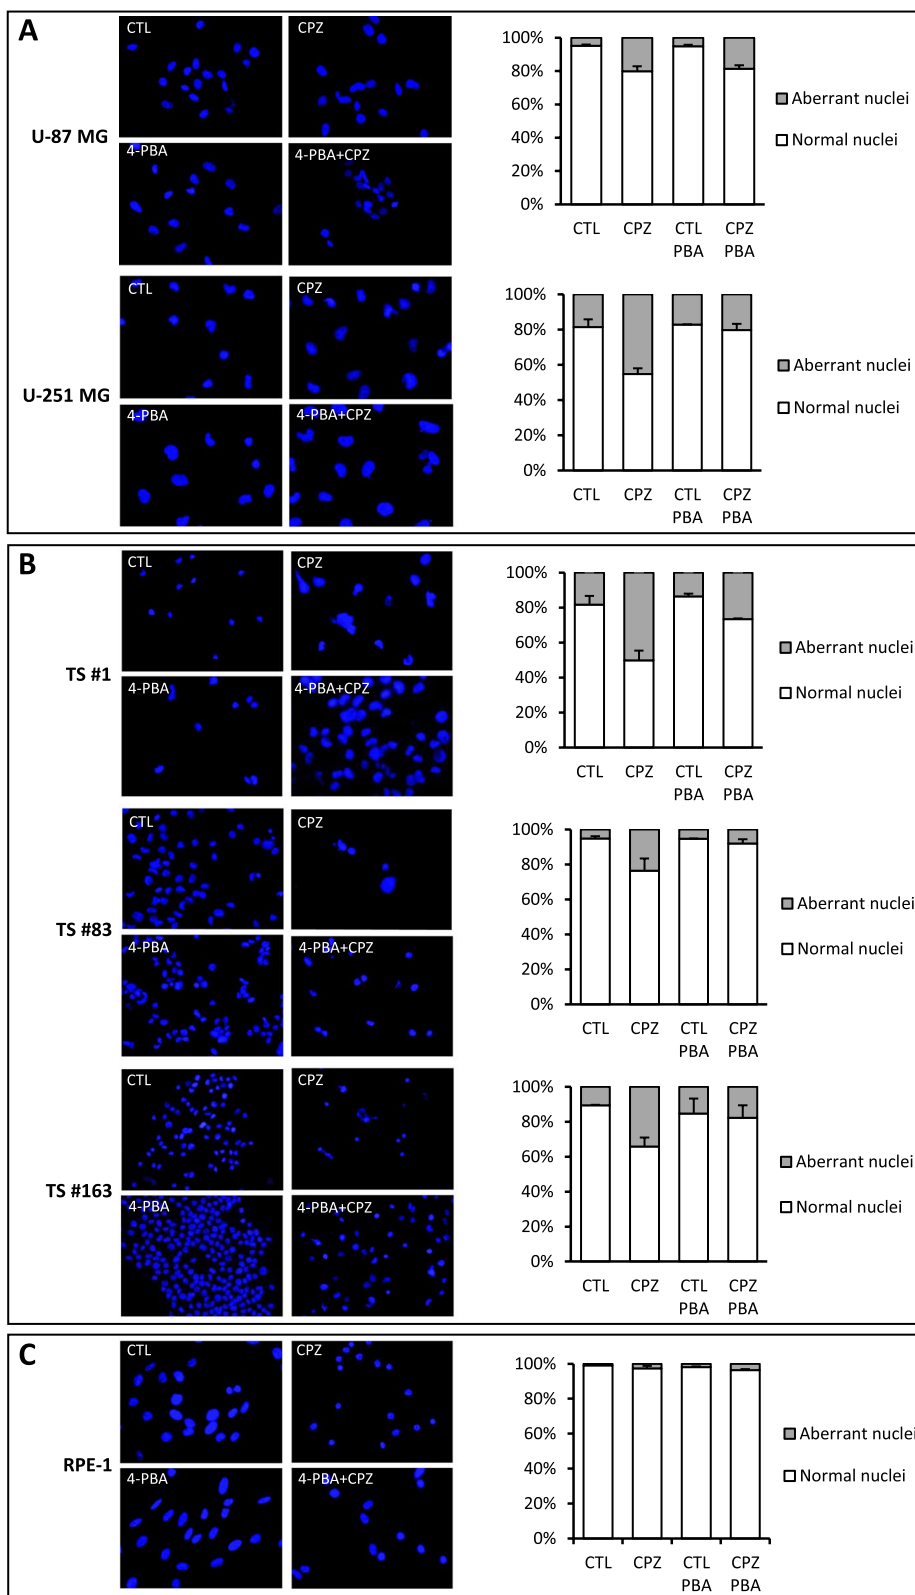 A
CTL
CPZ
U-87 MG
4-PBA
4-PBA+CPZ
100%
80%
60%
40%
20%
0%
CTL
CPZ
CTL
PBA
CPZ
PBA
Aberrant nuclei
Normal nuclei
CTL
CPZ
U-251 MG
4-PBA
4-PBA+CPZ
100%
80%
60%
40%
20%
0%
CTL
CPZ
CTL
PBA
CPZ
PBA
Aberrant nuclei
Normal nuclei
B
CTL
CPZ
TS #1
4-PBA
4-PBA+CPZ
100%
80%
60%
40%
20%
0%
CTL
CPZ
CTL
PBA
CPZ
PBA
Aberrant nuclei
Normal nuclei
CTL
CPZ
TS #83
4-PBA
4-PBA+CPZ
100%
80%
60%
40%
20%
0%
CTL
CPZ
CTL
PBA
CPZ
PBA
Aberrant nuclei
Normal nuclei
CTL
CPZ
TS #163
4-PBA
4-PBA+CPZ
100%
80%
60%
40%
20%
0%
CTL
CPZ
CTL
PBA
CPZ
PBA
Aberrant nuclei
Normal nuclei
C
CTL
CPZ
RPE-1
4-PBA
4-PBA+CPZ
100%
80%
60%
40%
20%
0%
CTL
CPZ
CTL
PBA
CPZ
PBA
Aberrant nuclei
Normal nuclei